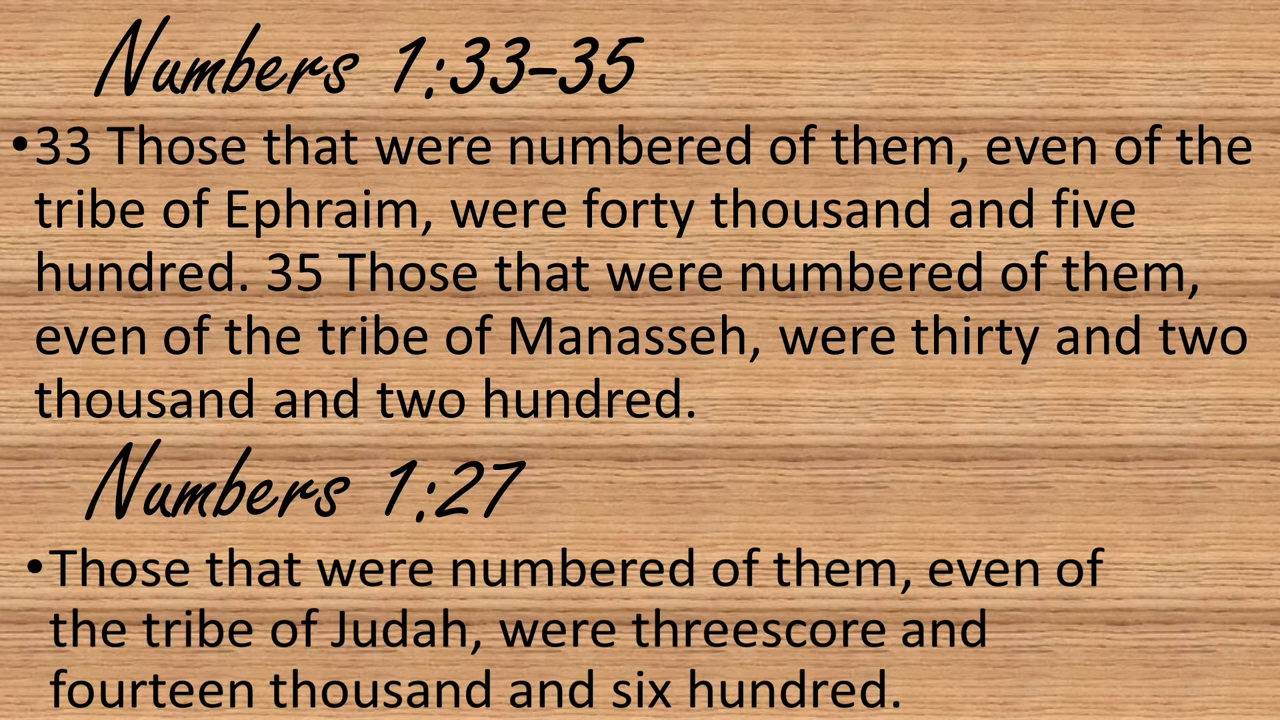 Numbers 1:33-35
•33 Those that were numbered of them, even of the
tribe of Ephraim, were forty thousand and five
hundred. 35 Those that were numbered of them,
even of the tribe of Manasseh, were thirty and two
thousand and two hundred.
Numbers 1:27
•Those that were numbered of them, even of
the tribe of Judah, were threescore and
fourteen thousand and six hundred.